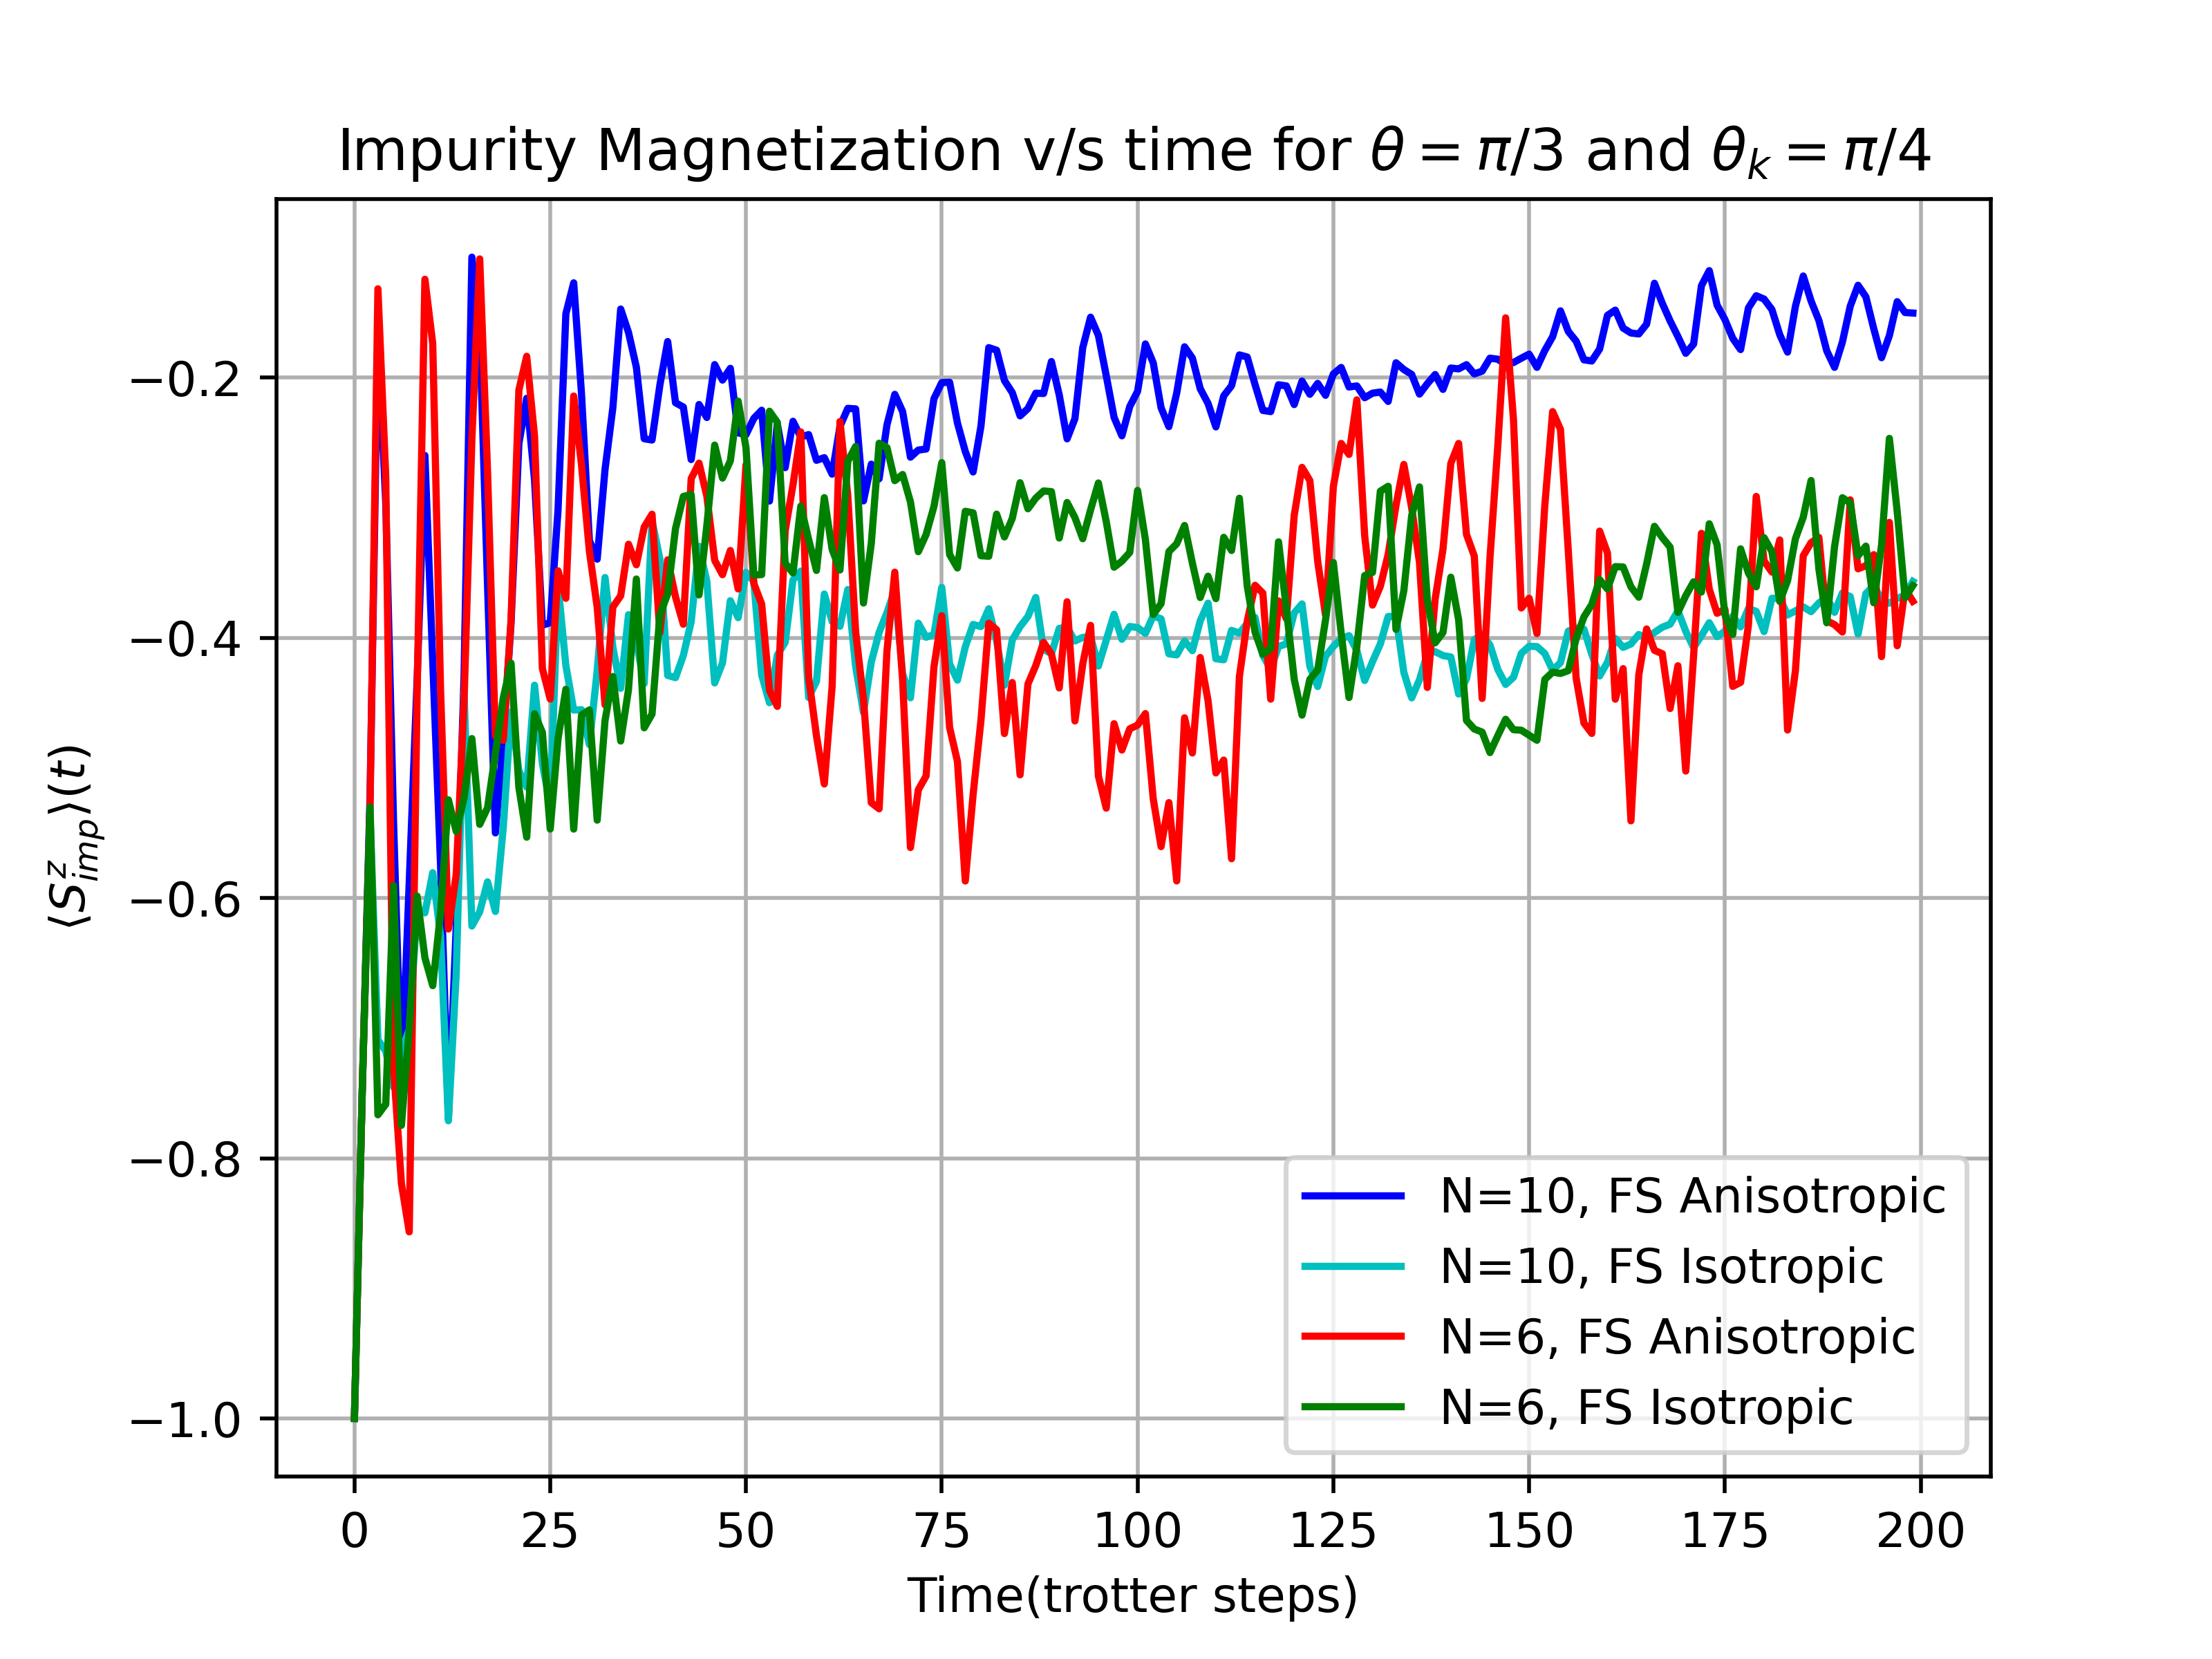 Impurity Magnetization v/s time for θ = π/3 and θₖ = π/4
⟨S^z_imp⟩(t)
−0.2
−0.4
−0.6
−0.8
−1.0
N=10, FS Anisotropic
N=10, FS Isotropic
N=6, FS Anisotropic
N=6, FS Isotropic
0 25 50 75 100 125 150 175 200
Time(trotter steps)